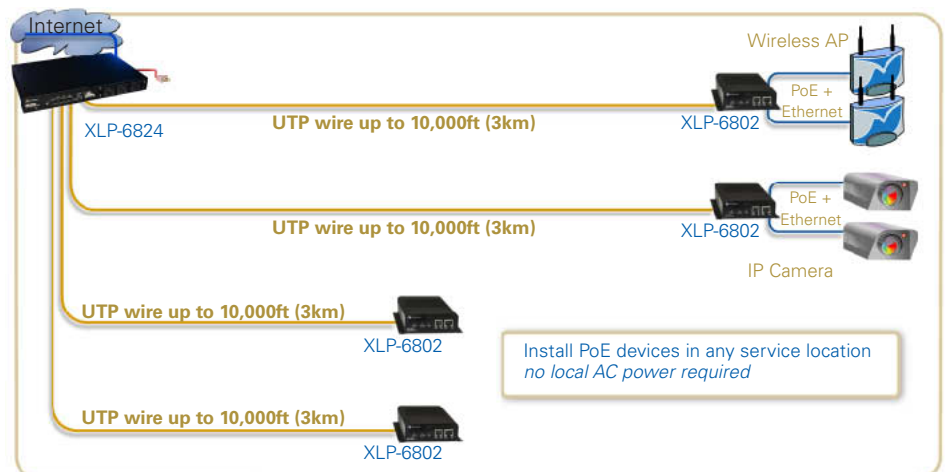 Internet
Wireless AP
PoE +
Ethernet
XLP-6824
UTP wire up to 10,000ft (3km)
XLP-6802
PoE +
Ethernet
UTP wire up to 10,000ft (3km)
XLP-6802
IP Camera
UTP wire up to 10,000ft (3km)
XLP-6802
Install PoE devices in any service location
no local AC power required
UTP wire up to 10,000ft (3km)
XLP-6802